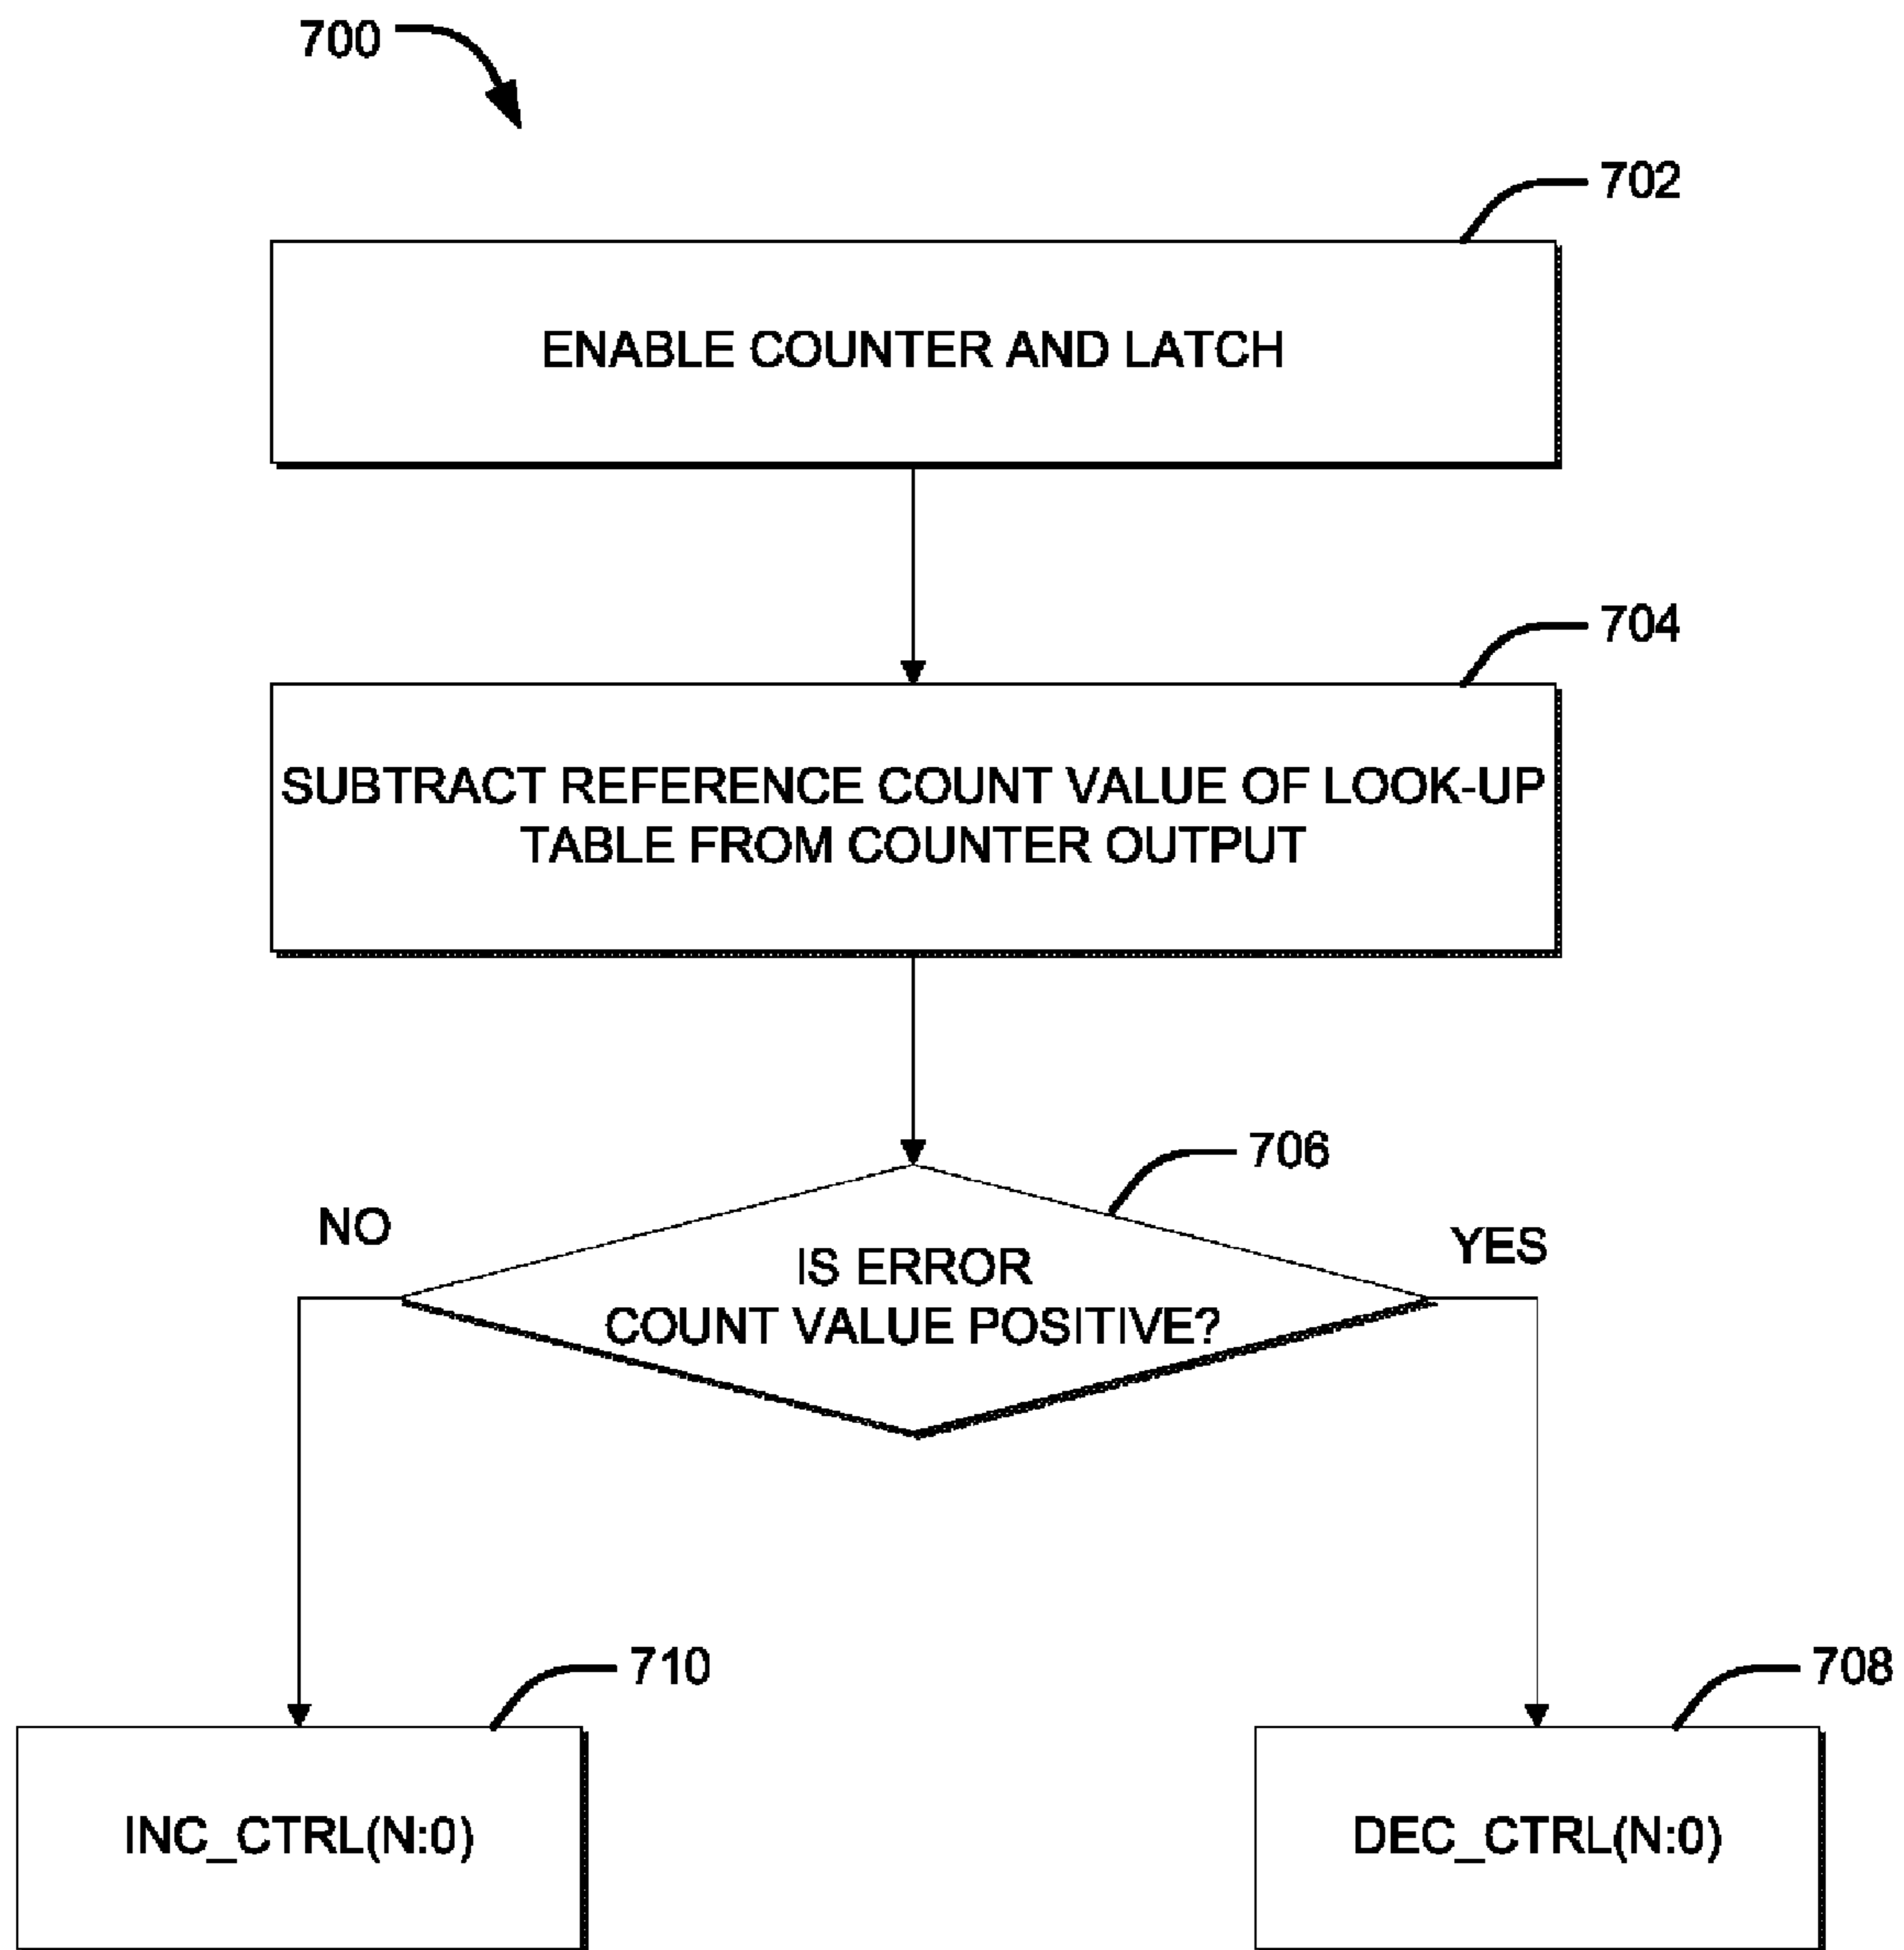 700
702
ENABLE COUNTER AND LATCH
704
SUBTRACT REFERENCE COUNT VALUE OF LOOK-UP
TABLE FROM COUNTER OUTPUT
706
NO
YES
IS ERROR
COUNT VALUE POSITIVE?
710
708
INC_CTRL(N:0)
DEC_CTRL(N:0)